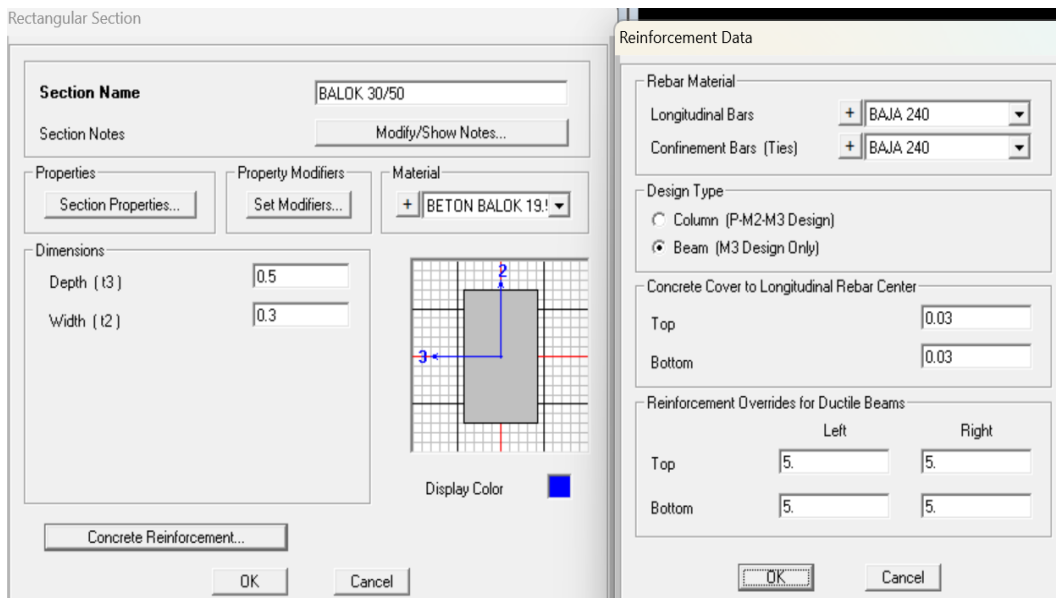 Rectangular Section
Section Name
BALOK 30/50
Section Notes
Modify/Show Notes...
Properties
Section Properties...
Property Modifiers
Set Modifiers...
Material
+
BETON BALOK 19.
Dimensions
Depth ( t3 )
0.5
Width ( t2 )
0.3
2
3
Display Color
Concrete Reinforcement...
OK
Cancel
Reinforcement Data
Rebar Material
Longitudinal Bars
+
BAJA 240
Confinement Bars (Ties)
+
BAJA 240
Design Type
Column (P-M2-M3 Design)
Beam (M3 Design Only)
Concrete Cover to Longitudinal Rebar Center
Top
0.03
Bottom
0.03
Reinforcement Overrides for Ductile Beams
Left
Right
Top
5.
5.
Bottom
5.
5.
OK
Cancel